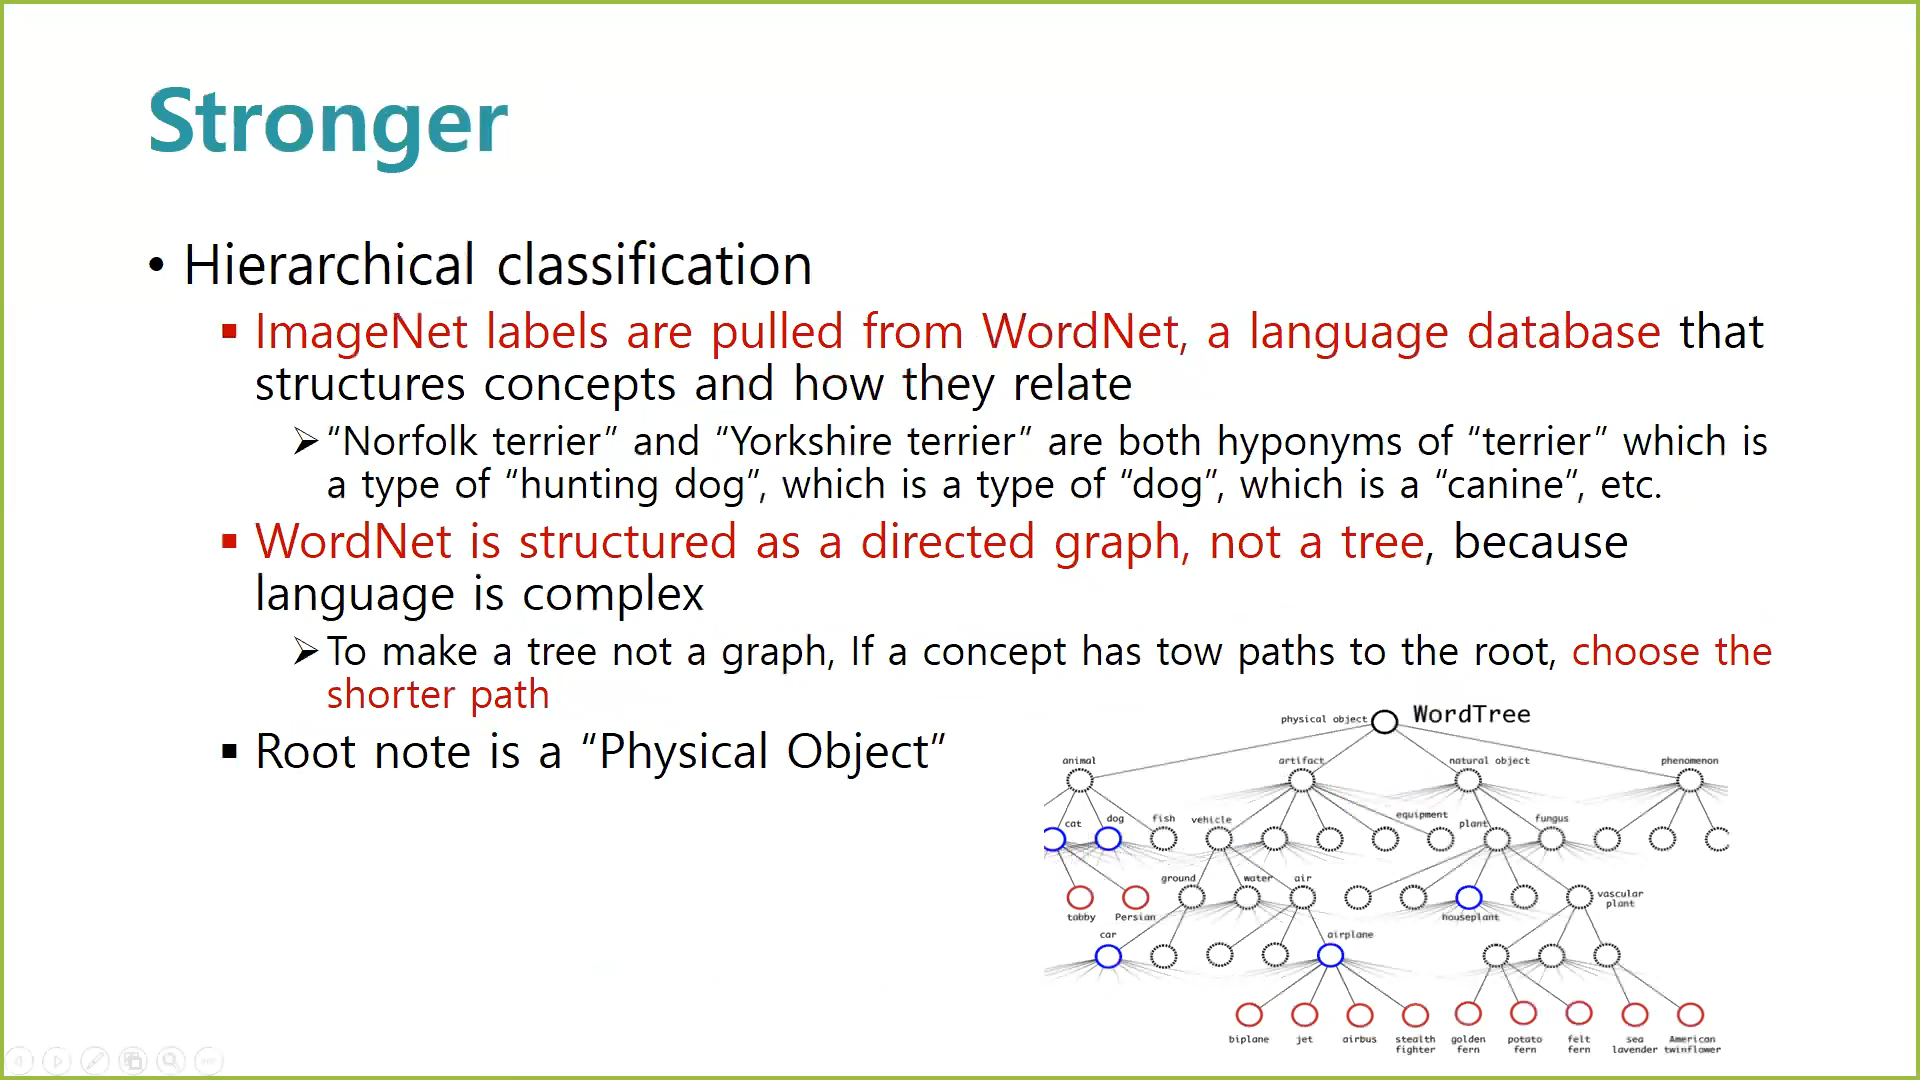 Stronger
• Hierarchical classification
▪ ImageNet labels are pulled from WordNet, a language database that
structures concepts and how they relate
➢ “Norfolk terrier” and “Yorkshire terrier” are both hyponyms of “terrier” which is
a type of “hunting dog”, which is a type of “dog”, which is a “canine”, etc.
▪ WordNet is structured as a directed graph, not a tree, because
language is complex
➢ To make a tree not a graph, If a concept has tow paths to the root, choose the
shorter path
▪ Root note is a “Physical Object”
physical object WordTree
animal artifact natural object phenomenon
cat dog fish vehicle equipment plant fungus
ground water air vascular
plant
tabby Persian houseplant
car airplane
biplane jet airbus stealth golden potato felt sea American
fighter fern fern fern lavender twinflower